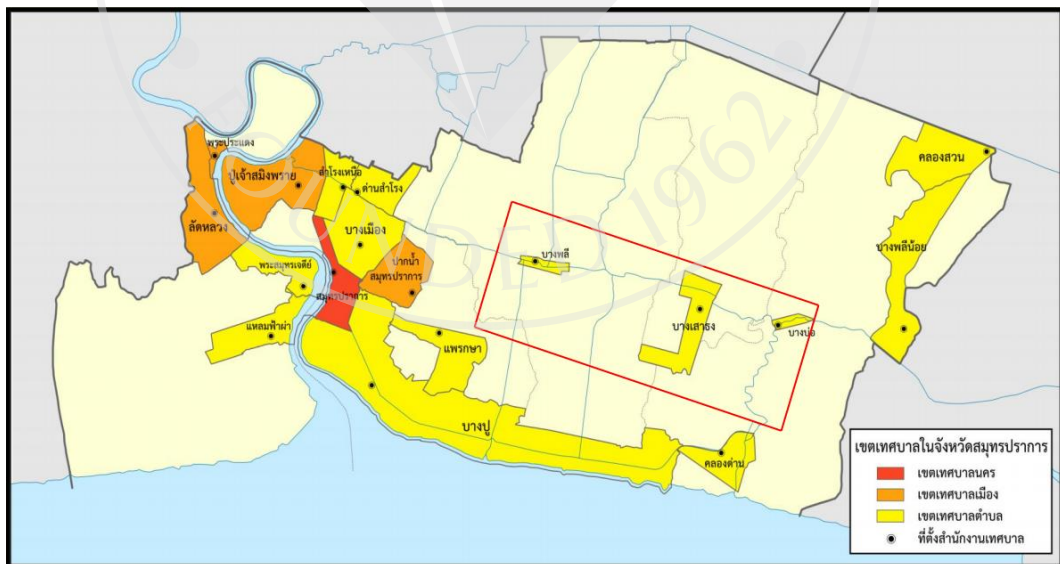 พระประแดง
ปู่เจ้าสมิงพราย
สำโรงเหนือ
ด่านสำโรง
คลองสวน
ลัดหลวง
บางเมือง
บางพลีน้อย
ปากน้ำ
สมุทรปราการ
บางพลี
พระสมุทรเจดีย์
สมุทรปราการ
แหลมฟ้าผ่า
บางเสาธง
บางบ่อ
แพรกษา
บางปู
คลองด่าน
FOUNDED 1962
เขตเทศบาลในจังหวัดสมุทรปราการ
เขตเทศบาลนคร
เขตเทศบาลเมือง
เขตเทศบาลตำบล
ที่ตั้งสำนักงานเทศบาล